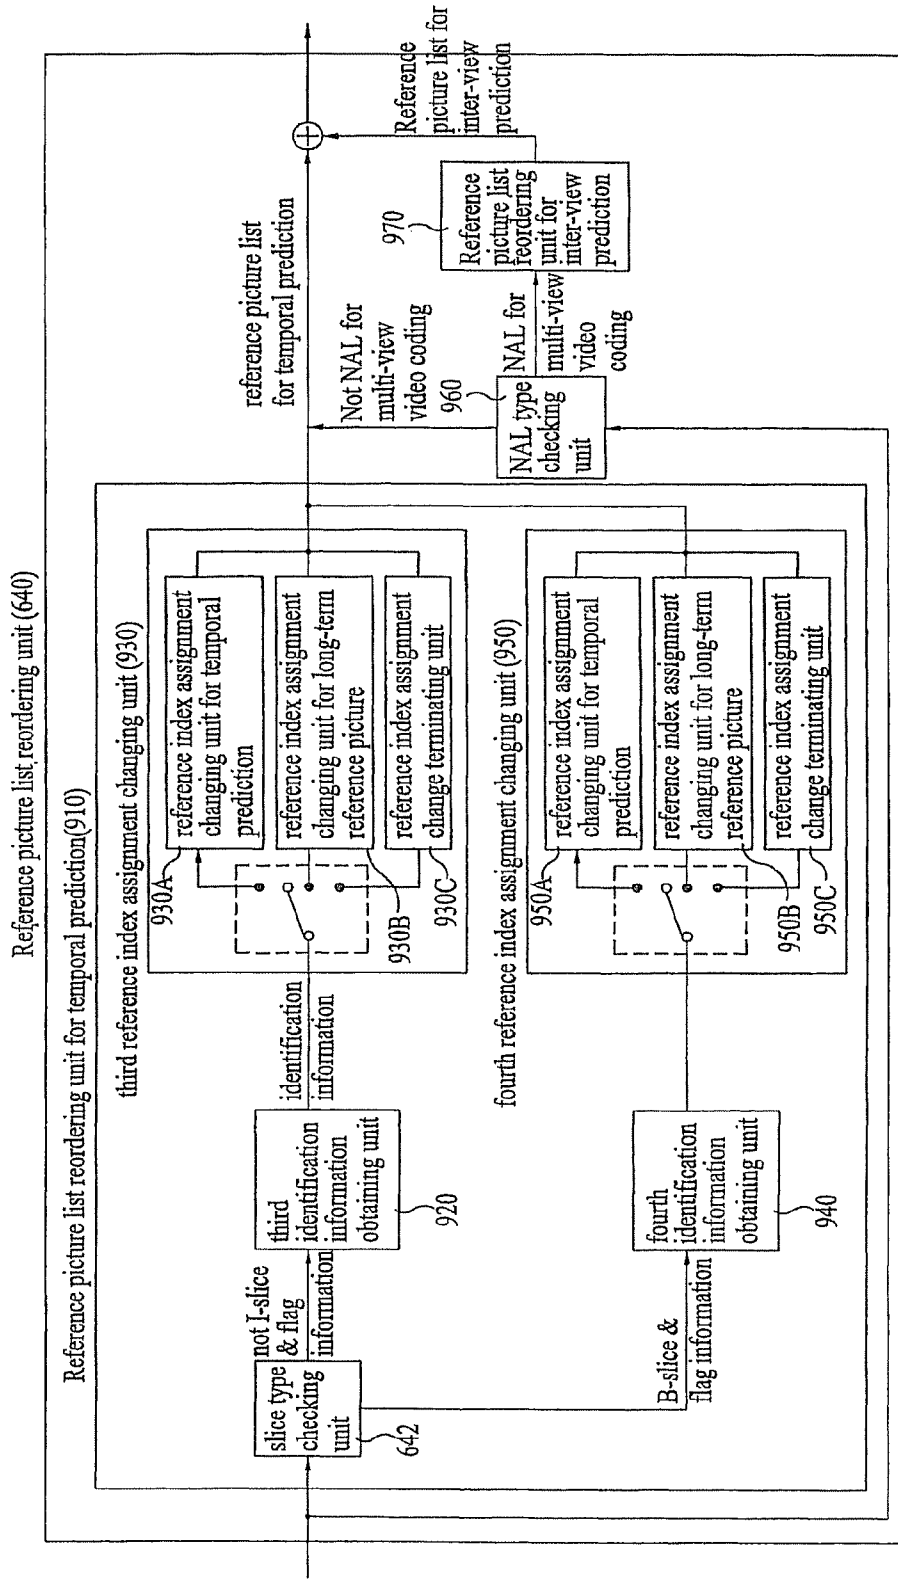 Reference picture list reordering unit (640)
Reference picture list reordering unit for temporal prediction(910)
slice type
checking
unit
642
not I-slice
& flag
information
third
identification
information
obtaining unit
920
identification
information
third reference index assignment changing unit (930)
930A
reference index assignment
changing unit for temporal
prediction
reference index assignment
changing unit for long-term
reference picture
930B
reference index assignment
change terminating unit
930C
B-slice &
flag information
fourth
identification
information
obtaining unit
940
fourth reference index assignment changing unit (950)
950A
reference index assignment
changing unit for temporal
prediction
reference index assignment
changing unit for long-term
reference picture
950B
reference index assignment
change terminating unit
950C
reference picture list
for temporal prediction
Not NAL for
multi-view
video coding
960
NAL type
checking
unit
NAL for
multi-view
video
coding
970
Reference
picture list
reordering
unit for
inter-view
prediction
Reference
picture list for
inter-view
prediction